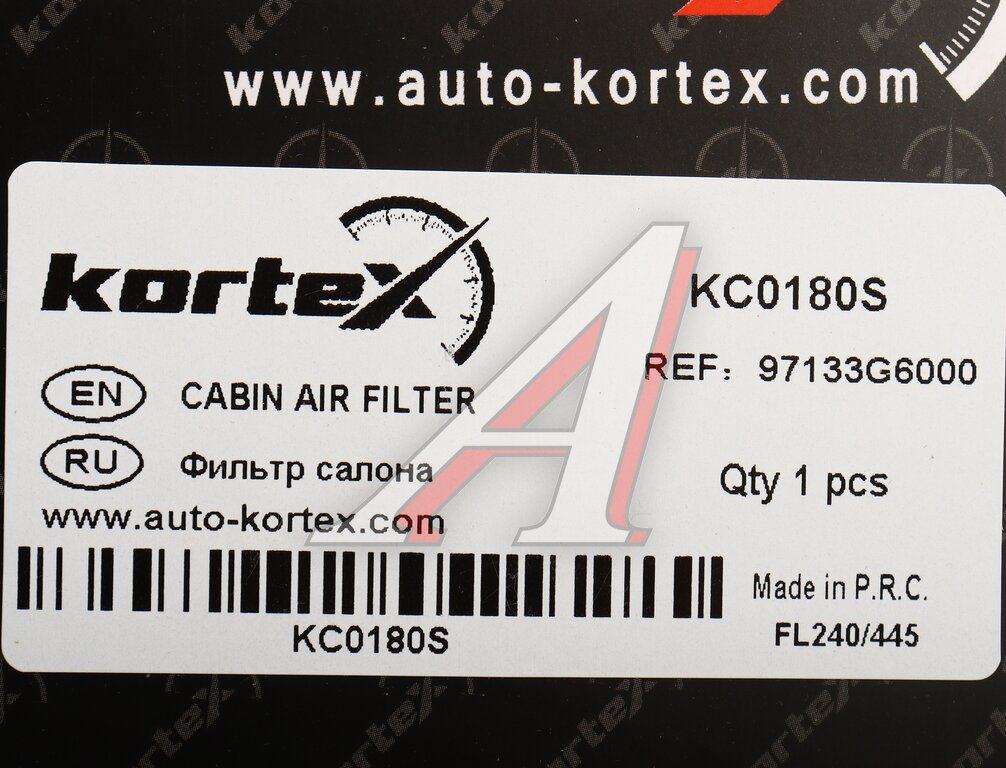 www.auto-kortex.com
kortex
KC0180S
REF: 97133G6000
EN CABIN AIR FILTER
RU Фильтр салона
Qty 1 pcs
www.auto-kortex.com
Made in P.R.C.
KC0180S
FL240/445